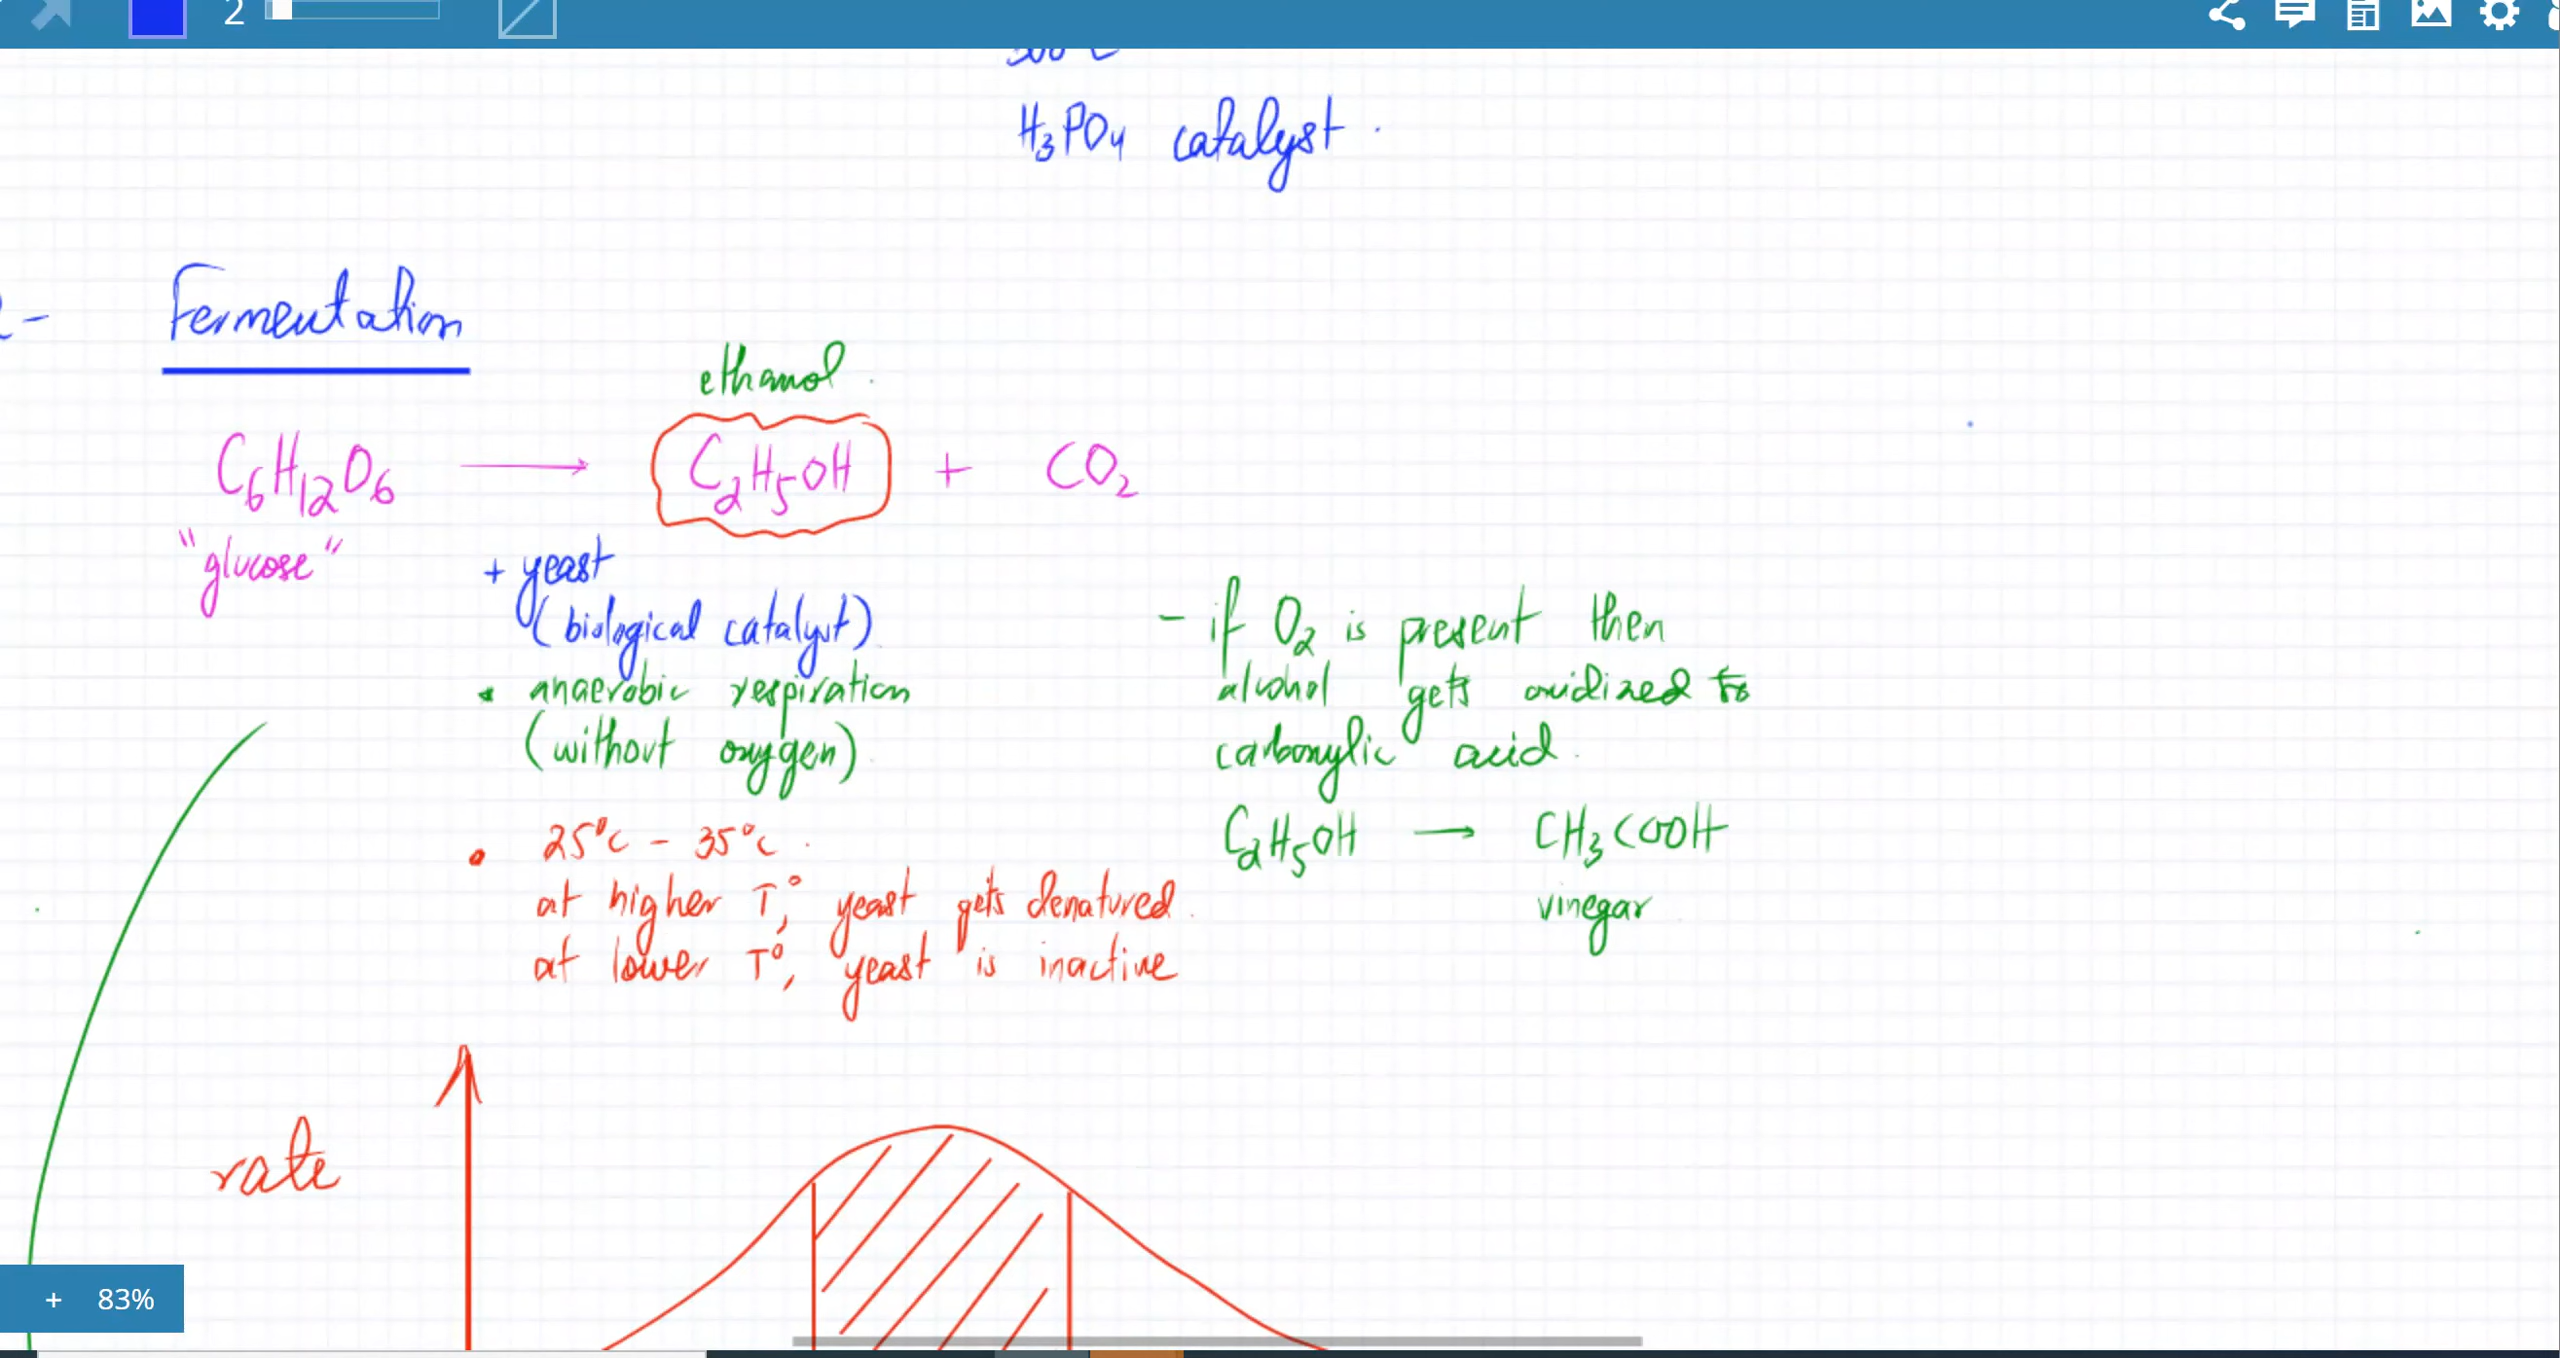 2
H₃PO₄ catalyst.
Fermentation
ethanol.
C₆H₁₂O₆ → C₂H₅OH + CO₂
"glucose"
+ yeast
(biological catalyst)
• anaerobic respiration
(without oxygen).
• 25°C - 35°C.
at higher T°, yeast gets denatured.
at lower T°, yeast is inactive
- if O₂ is present then
alcohol gets oxidized to
carboxylic acid.
C₂H₅OH → CH₃COOH
vinegar
rate
+ 83%